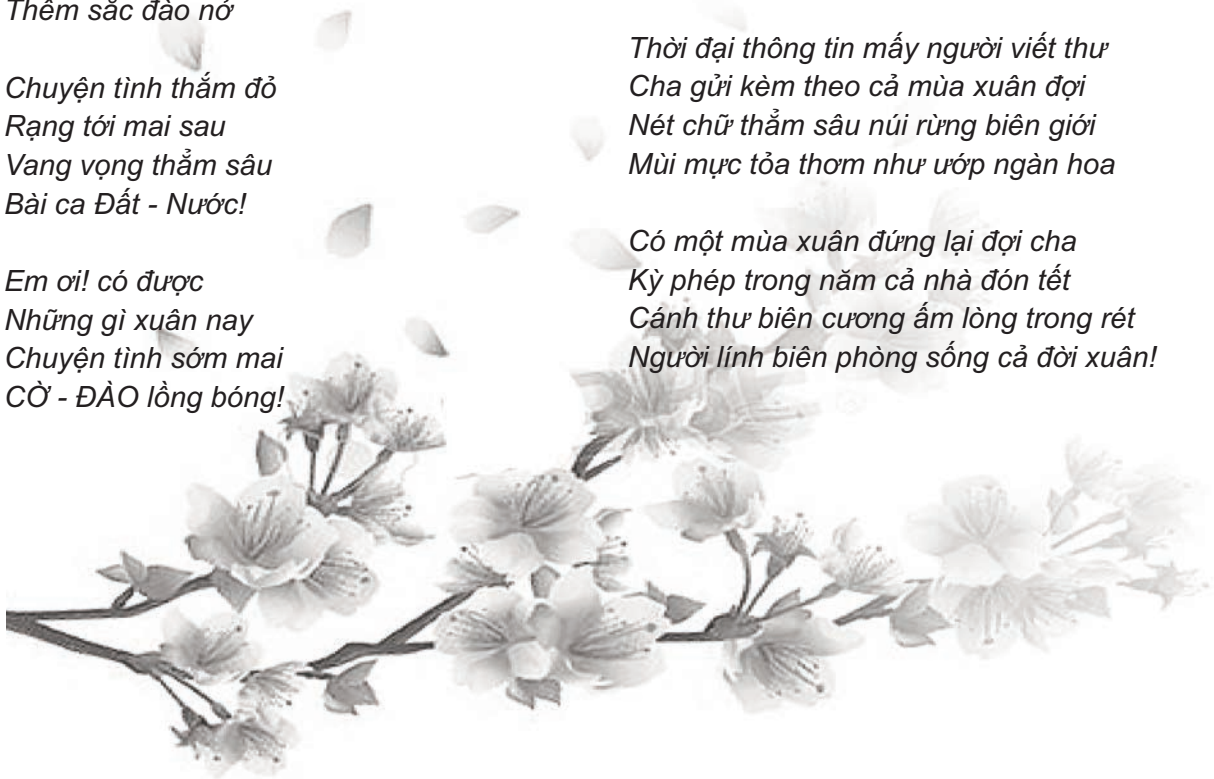 Thêm sắc đào nở

Chuyện tình thắm đỏ
Rạng tới mai sau
Vang vọng thẳm sâu
Bài ca Đất - Nước!

Em ơi! có được
Những gì xuân nay
Chuyện tình sớm mai
CỜ - ĐÀO lồng bóng!

Thời đại thông tin mấy người viết thư
Cha gửi kèm theo cả mùa xuân đợi
Nét chữ thẳm sâu núi rừng biên giới
Mùi mực tỏa thơm như ướp ngàn hoa

Có một mùa xuân đứng lại đợi cha
Kỳ phép trong năm cả nhà đón tết
Cánh thư biên cương ấm lòng trong rét
Người lính biên phòng sống cả đời xuân!